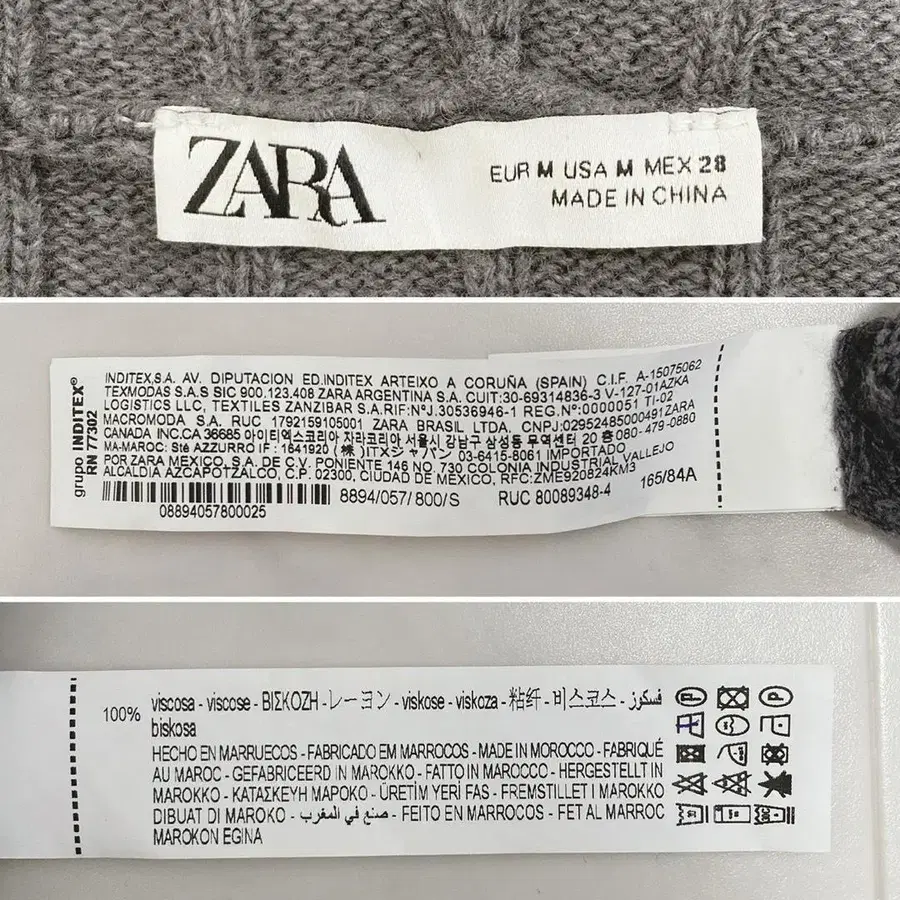 ZARA
EUR M USA M MEX 28
MADE IN CHINA
grupo INDITEX®
RN 77302
INDITEX,S.A. AV. DIPUTACION ED.INDITEX ARTEIXO A CORUÑA (SPAIN) C.I.F. A-15075062
TEXMODAS S.A.S SIC 900.123.408 ZARA ARGENTINA S.A. CUIT:30-69314836-3 V-127-01AZKA
LOGISTICS LLC, TEXTILES ZANZIBAR S.A.RIF:NºJ.30536946-1 REG.Nº:0000051 TI-02
MACROMODA S.A. RUC 1792159105001 ZARA BRASIL LTDA, CNPJ:02952485000491ZARA
CANADA INC.CA 36685 아이티엑스코리아 자라코리아 서울시 강남구 삼성동 무역센터 20 층080-479-0880
MA-MAROC: Sté AZZURRO IF : 1641920 (株 )ITXジャパン 03-6415-8061 IMPORTADO
POR ZARA MEXICO, S.A. DE C.V. PONIENTE 146 NO. 730 COLONIA INDUSTRIAL VALLEJO
ALCALDIA AZCAPOTZALCO, C.P. 02300, CIUDAD DE MEXICO, RFC:ZME920824KM3
8894/057/800/S RUC 80089348-4 165/84A
08894057800025
100% viscosa - viscose - ΒΙΣΚΟΖΗ - レーヨン - viskose - viskoza - 粘纤 - 비스코스 - فسكوز
biskosa
HECHO EN MARRUECOS - FABRICADO EM MARROCOS - MADE IN MOROCCO - FABRIQUÉ
AU MAROC - GEFABRICEERD IN MAROKKO - FATTO IN MAROCCO - HERGESTELLT IN
MAROKKO - ΚΑΤΑΣΚΕΥΗ ΜΑΡΟΚΟ - ÜRETİM YERİ FAS - FREMSTILLET I MAROKKO
DIBUAT DI MAROKO - صنع في المغرب - FEITO EN MARROCOS - FET AL MARROC
MAROKON EGINA